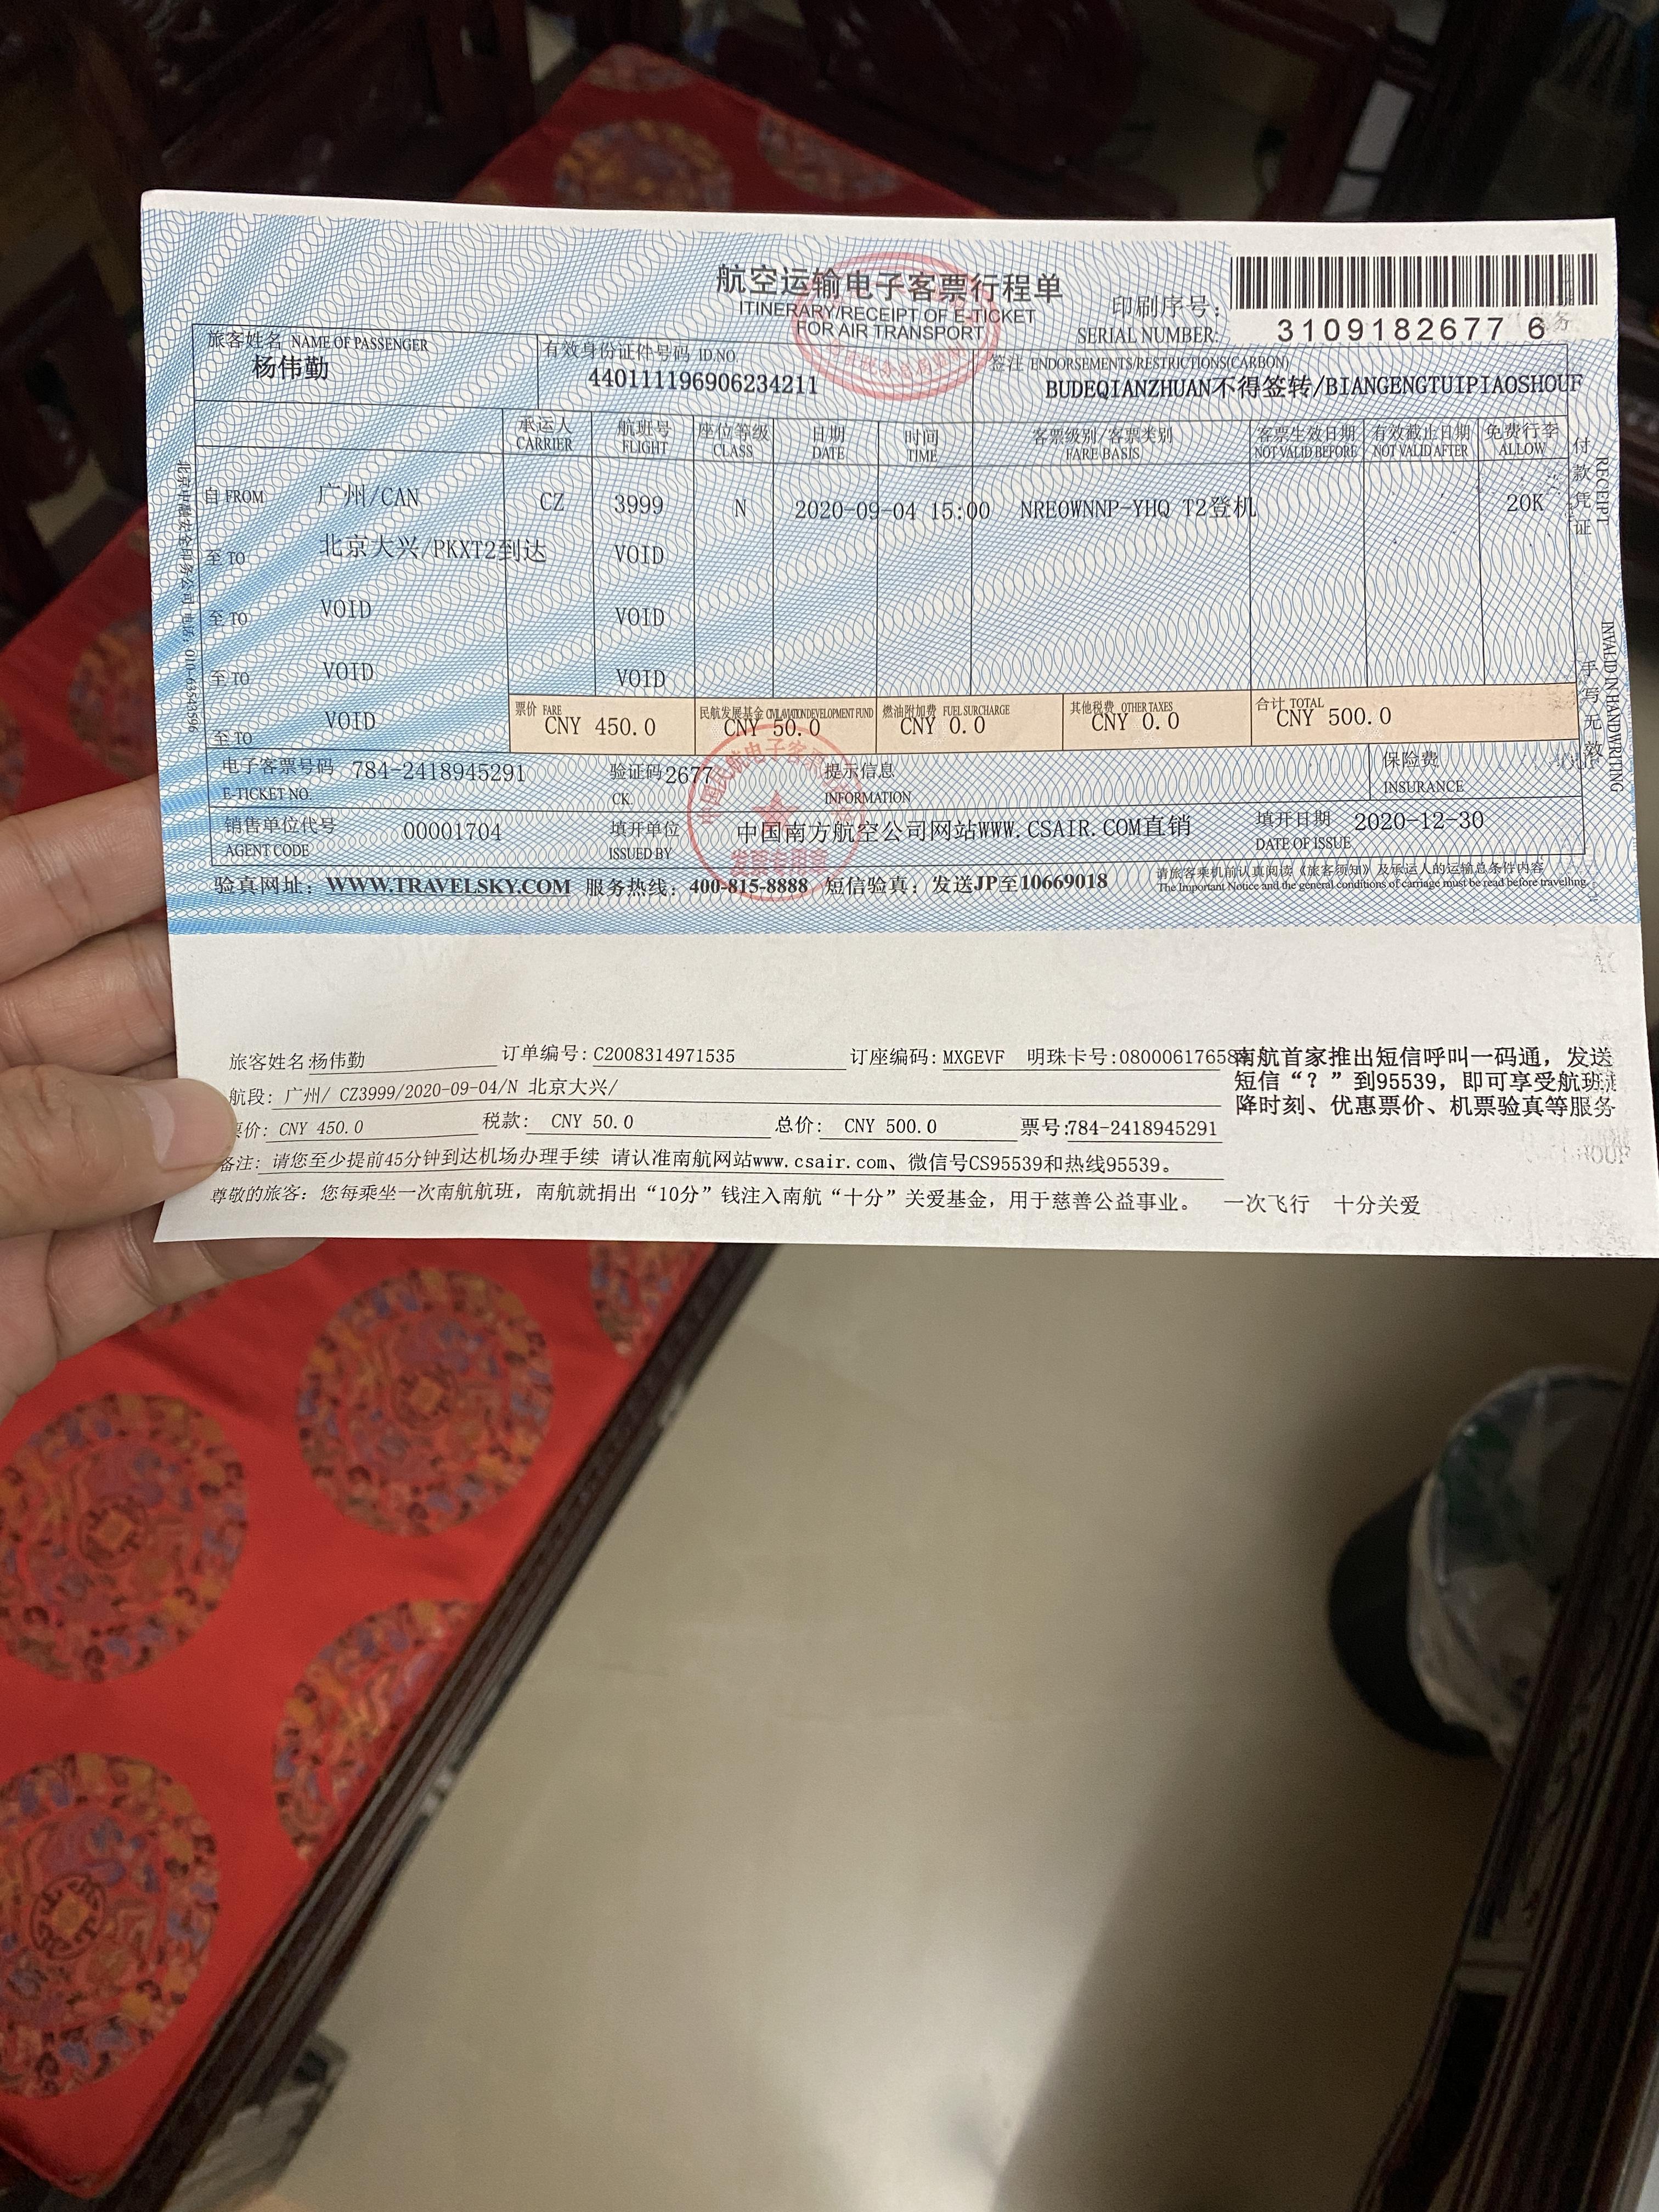 航空运输电子客票行程单
ITINERARY/RECEIPT OF E-TICKET
FOR AIR TRANSPORT
印刷序号:
SERIAL NUMBER:
3109182677 6
旅客姓名 NAME OF PASSENGER
杨伟勤
有效身份证件号码 ID.NO
440111196906234211
签注 ENDORSEMENTS/RESTRICTIONS(CARBON)
BUDEQIANZHUAN不得签转/BIANGENGTUIPIAOSHOUF
承运人 航班号 座位等级 日期 时间 客票级别/客票类别 客票生效日期 有效截止日期 免费行李
CARRIER FLIGHT CLASS DATE TIME FARE BASIS NOT VALID BEFORE NOT VALID AFTER ALLOW
自 FROM 广州/CAN CZ 3999 N 2020-09-04 15:00 NREOWNNP-YHQ T2登机 20K
至 TO 北京大兴/PKXT2到达 VOID
至 TO VOID VOID
至 TO VOID VOID
至 TO VOID
票价 FARE 民航发展基金 CIVIL AVIATION DEVELOPMENT FUND 燃油附加费 FUEL SURCHARGE 其他税费 OTHER TAXES 合计 TOTAL
CNY 450.0 CNY 50.0 CNY 0.0 CNY 0.0 CNY 500.0
电子客票号码 784-2418945291 验证码 2677 提示信息 保险费
E-TICKET NO. CK. INFORMATION INSURANCE
销售单位代号 00001704 填开单位 中国南方航空公司网站WWW.CSAIR.COM直销 填开日期 2020-12-30
AGENT CODE ISSUED BY DATE OF ISSUE
验真网址:WWW.TRAVELSKY.COM 服务热线:400-815-8888 短信验真:发送JP至10669018
请旅客乘机前认真阅读《旅客须知》及承运人的运输总条件内容
The Important Notice and the general conditions of carriage must be read before travelling.
付款凭证 RECEIPT
手写无效 INVALID IN HANDWRITING
发票专用章
旅客姓名:杨伟勤 订单编号:C2008314971535 订座编码:MXGEVF 明珠卡号:08000617658
航段:广州/ CZ3999/2020-09-04/N 北京大兴/
价:CNY 450.0 税款: CNY 50.0 总价: CNY 500.0 票号:784-2418945291
备注:请您至少提前45分钟到达机场办理手续 请认准南航网站www.csair.com、微信号CS95539和热线95539。
尊敬的旅客:您每乘坐一次南航航班,南航就捐出“10分”钱注入南航“十分”关爱基金,用于慈善公益事业。 一次飞行 十分关爱
南航首家推出短信呼叫一码通,发送
短信“?”到95539,即可享受航班
降时刻、优惠票价、机票验真等服务